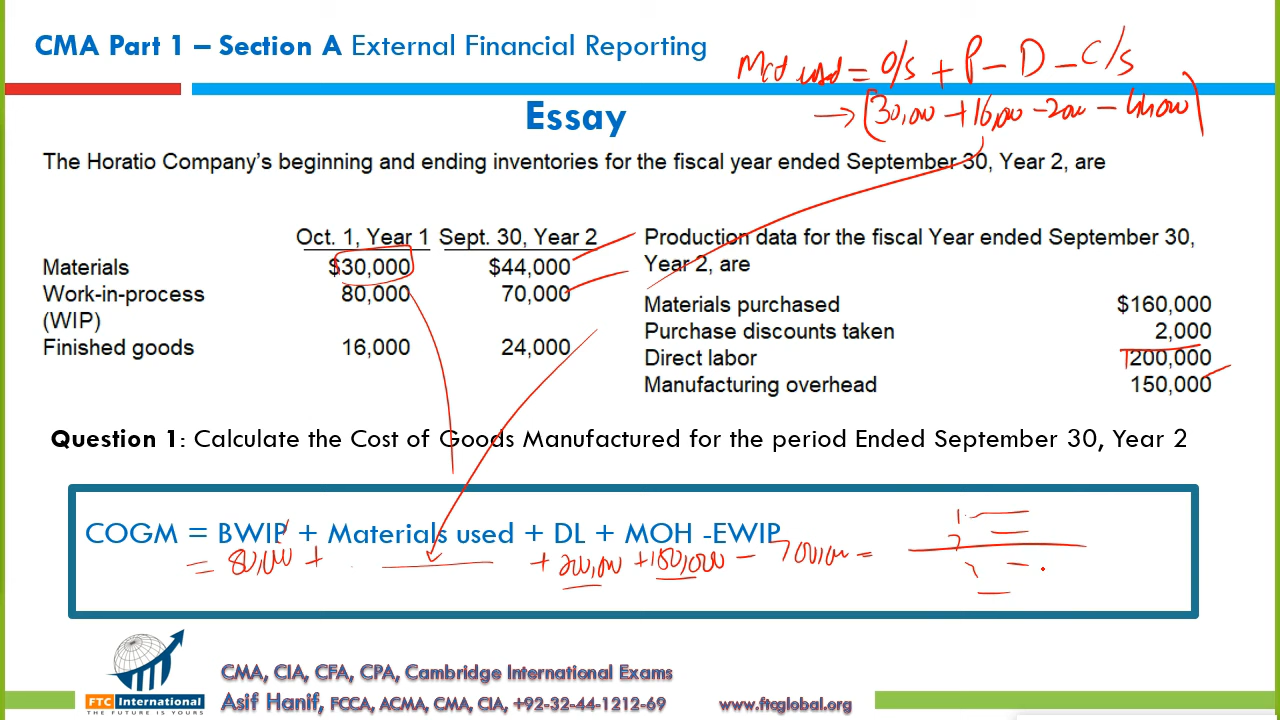 CMA Part 1 – Section A External Financial Reporting
Mat used = O/S + P – D – C/S
Essay
→ (30,000 + 16,000 – 2000 – 44000)
The Horatio Company's beginning and ending inventories for the fiscal year ended September 30, Year 2, are
Oct. 1, Year 1 Sept. 30, Year 2
Materials $30,000 $44,000
Work-in-process 80,000 70,000
(WIP)
Finished goods 16,000 24,000
Production data for the fiscal Year ended September 30,
Year 2, are
Materials purchased $160,000
Purchase discounts taken 2,000
Direct labor 200,000
Manufacturing overhead 150,000
Question 1: Calculate the Cost of Goods Manufactured for the period Ended September 30, Year 2
COGM = BWIP + Materials used + DL + MOH -EWIP
= 80,000 + + 200,000 + 150,000 – 700,000 =
FTC International
THE FUTURE IS YOURS
CMA, CIA, CFA, CPA, Cambridge International Exams
Asif Hanif, FCCA, ACMA, CMA, CIA, +92-32-44-1212-69
www.ftcglobal.org